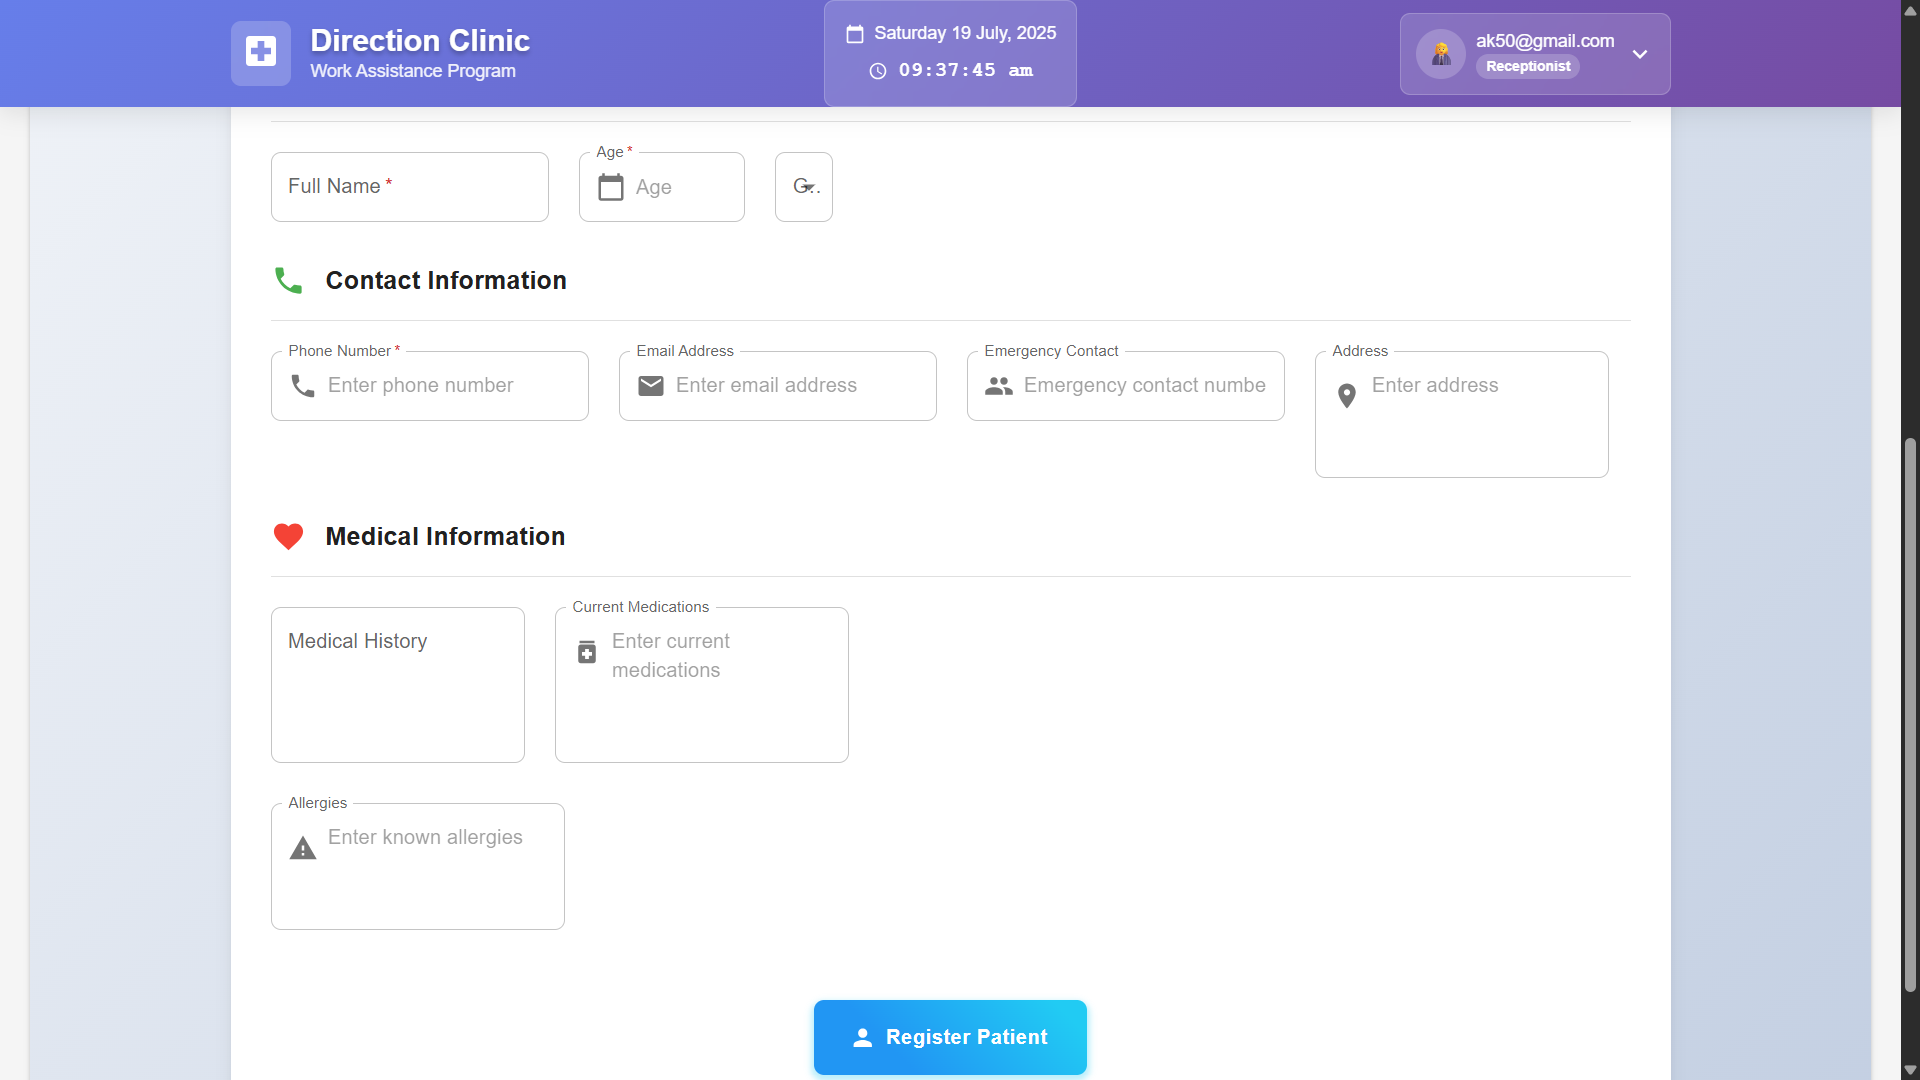 Direction Clinic
Work Assistance Program
Saturday 19 July, 2025
09:37:45 am
ak50@gmail.com
Receptionist
Full Name *
Age *
Age
G...
Contact Information
Phone Number *
Enter phone number
Email Address
Enter email address
Emergency Contact
Emergency contact numbe
Address
Enter address
Medical Information
Medical History
Current Medications
Enter current
medications
Allergies
Enter known allergies
Register Patient